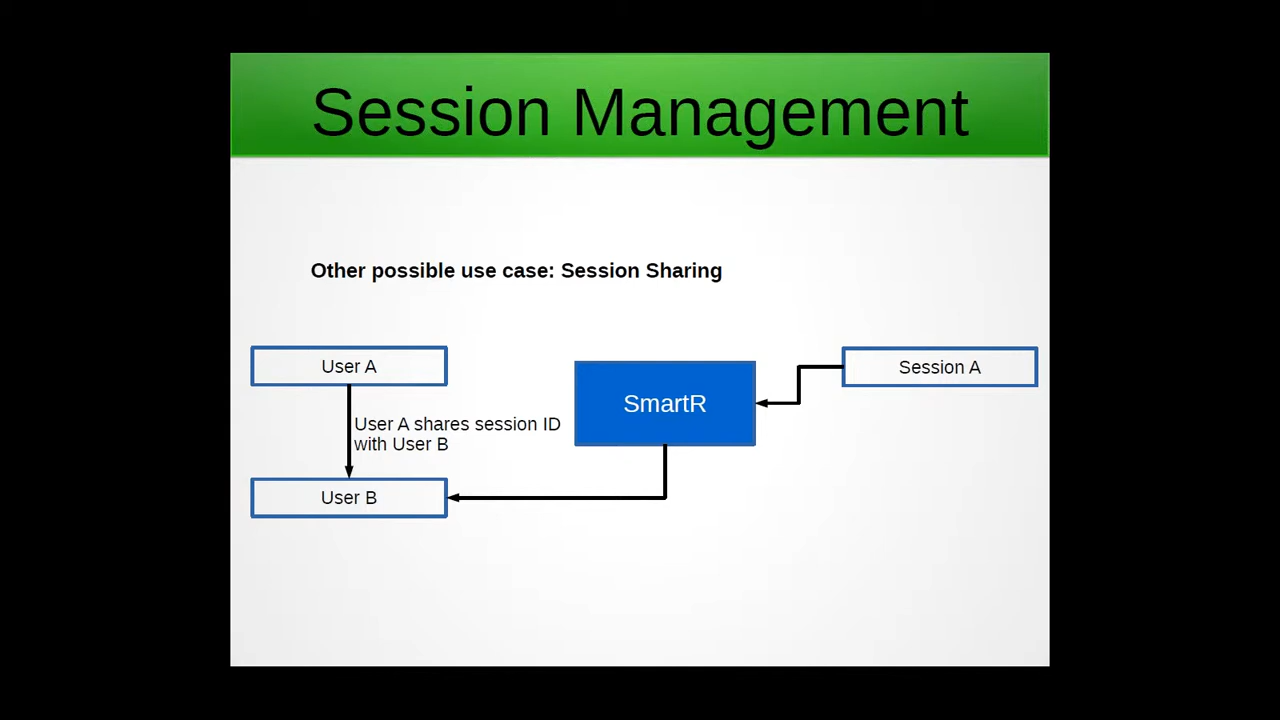 Session Management
Other possible use case: Session Sharing
User A
Session A
SmartR
User A shares session ID
with User B
User B